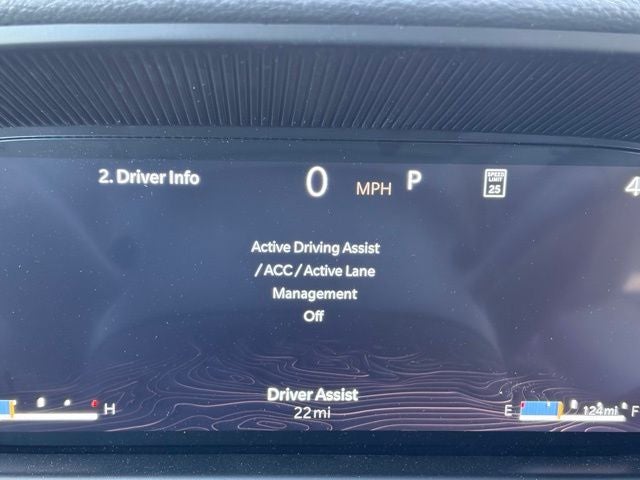 2. Driver Info 0 MPH P SPEED LIMIT 25 4
Active Driving Assist
/ ACC / Active Lane
Management
Off
Driver Assist
22 mi
H E 124 mi F